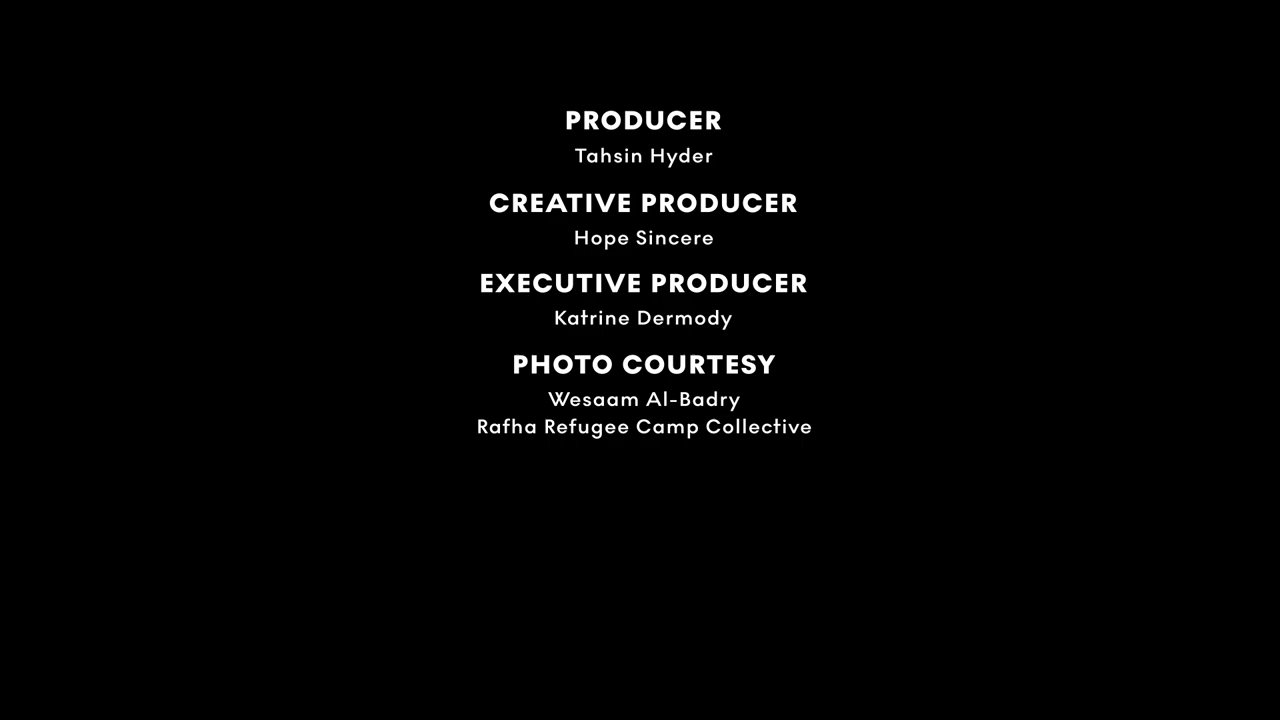 PRODUCER
Tahsin Hyder
CREATIVE PRODUCER
Hope Sincere
EXECUTIVE PRODUCER
Katrine Dermody
PHOTO COURTESY
Wesaam Al-Badry
Rafha Refugee Camp Collective